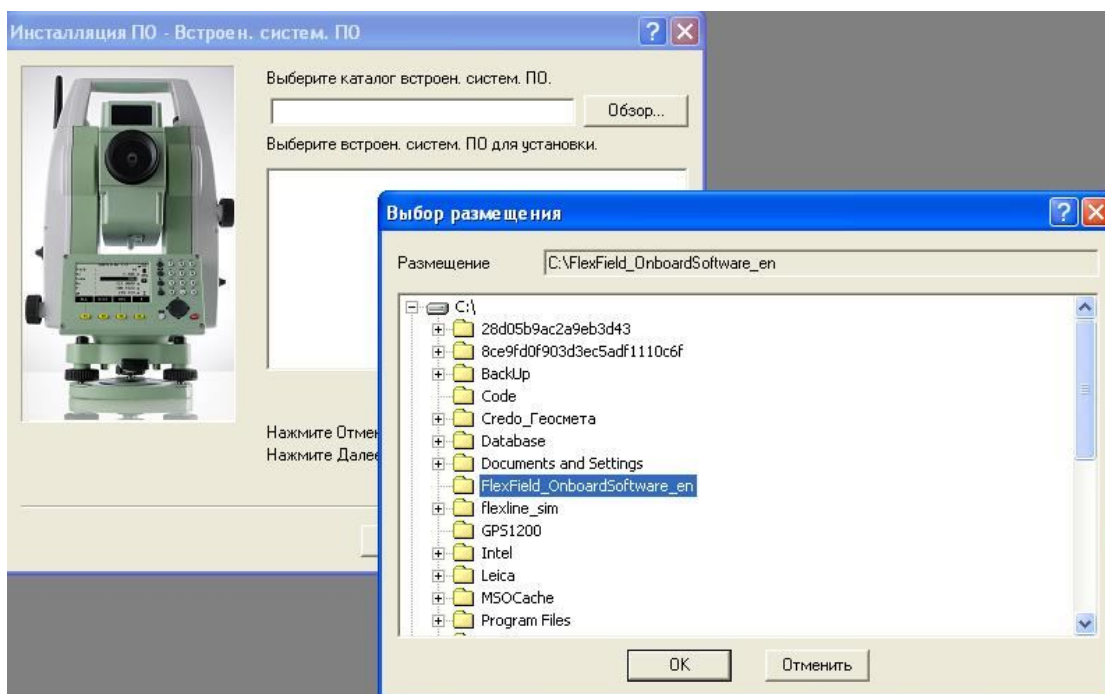 Инсталляция ПО - Встроен. систем. ПО
Выберите каталог встроен. систем. ПО.
Обзор...
Выберите встроен. систем. ПО для установки.
Нажмите
Нажмите Далее
Выбор размещения
Размещение
C:\FlexField_OnboardSoftware_en
C:\
28d05b9ac2a9eb3d43
8ce9fd0f903d3ec5adf1110c6f
BackUp
Code
Credo_Геосмета
Database
Documents and Settings
FlexField_OnboardSoftware_en
flexline_sim
GPS1200
Intel
Leica
MSOCache
Program Files
OK
Отменить